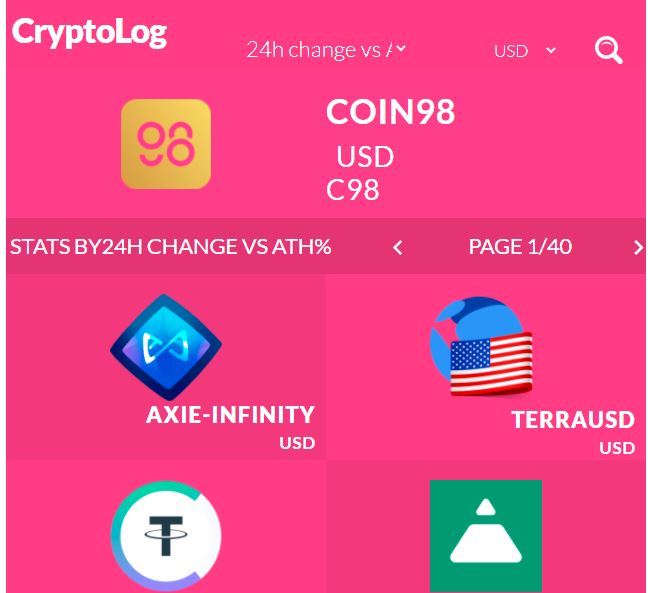 CryptoLog
24h change vs /
USD
COIN98
USD
C98
STATS BY24H CHANGE VS ATH%
PAGE 1/40
AXIE-INFINITY
USD
TERRAUSD
USD